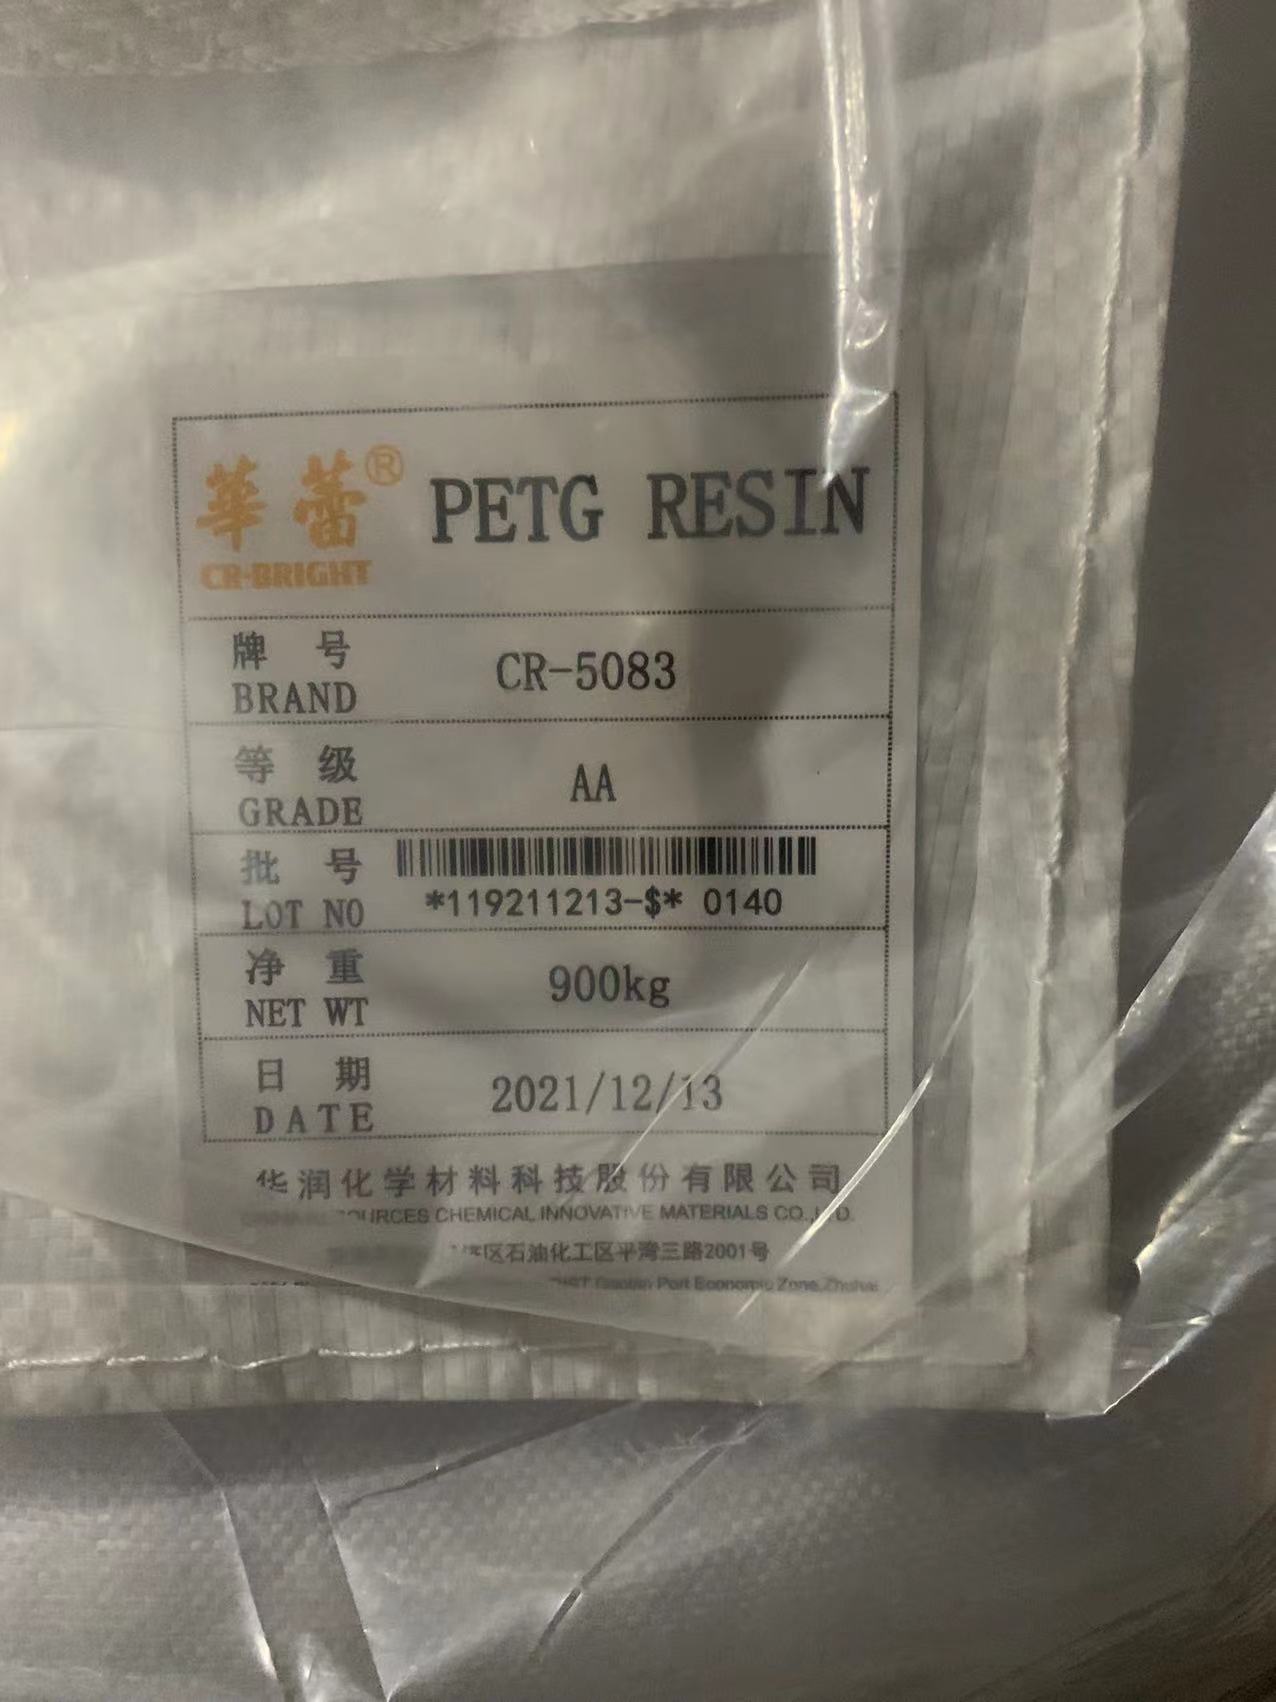 華蕾® PETG RESIN
CR-BRIGHT
牌 号
BRAND
CR-5083
等 级
GRADE
AA
批 号
LOT NO
*119211213-$* 0140
净 重
NET WT
900kg
日 期
DATE
2021/12/13
华润化学材料科技股份有限公司
CHEMICAL INNOVATIVE MATERIALS CO.,LTD.
区石油化工区平湾三路2001号
Port Economic Zone,Zhuhai